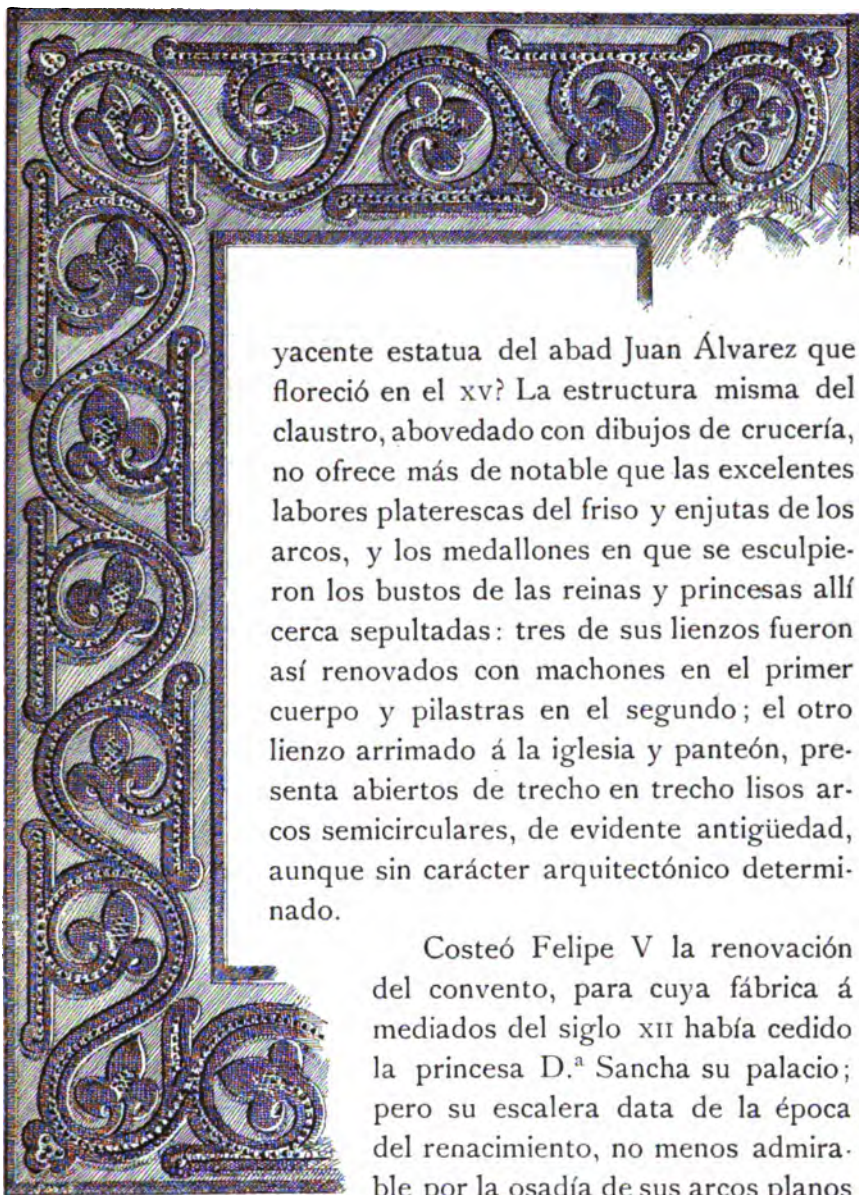 yacente estatua del abad Juan Álvarez que
floreció en el xv? La estructura misma del
claustro, abovedado con dibujos de crucería,
no ofrece más de notable que las excelentes
labores platerescas del friso y enjutas de los
arcos, y los medallones en que se esculpie-
ron los bustos de las reinas y princesas allí
cerca sepultadas: tres de sus lienzos fueron
así renovados con machones en el primer
cuerpo y pilastras en el segundo; el otro
lienzo arrimado á la iglesia y panteón, pre-
senta abiertos de trecho en trecho lisos ar-
cos semicirculares, de evidente antigüedad,
aunque sin carácter arquitectónico determi-
nado.
Costeó Felipe V la renovación
del convento, para cuya fábrica á
mediados del siglo xii había cedido
la princesa D.ª Sancha su palacio;
pero su escalera data de la época
del renacimiento, no menos admira-
ble por la osadía de sus arcos planos